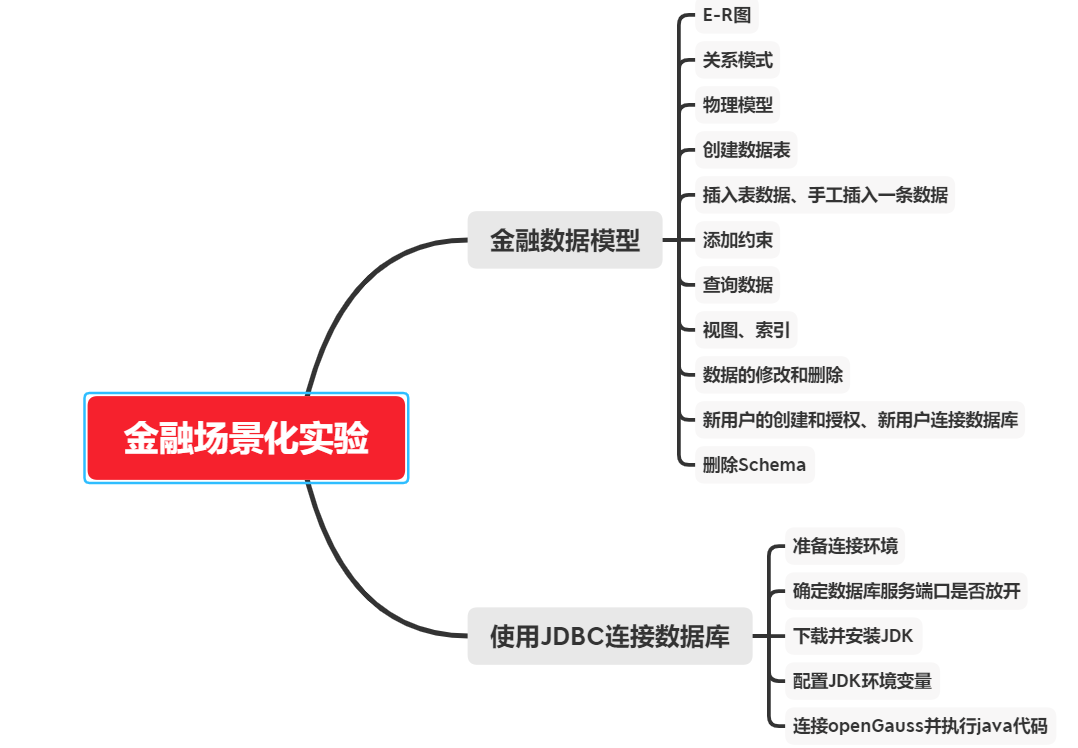 金融场景化实验
金融数据模型
E-R图
关系模式
物理模型
创建数据表
插入表数据、手工插入一条数据
添加约束
查询数据
视图、索引
数据的修改和删除
新用户的创建和授权、新用户连接数据库
删除Schema
使用JDBC连接数据库
准备连接环境
确定数据库服务端口是否放开
下载并安装JDK
配置JDK环境变量
连接openGauss并执行java代码